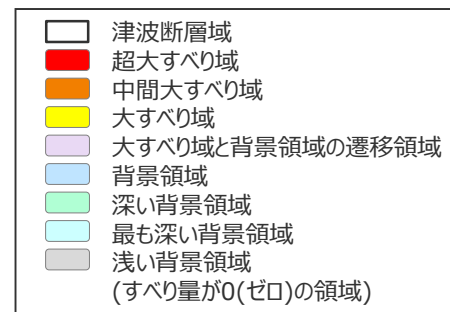 津波断層域
超大すべり域
中間大すべり域
大すべり域
大すべり域と背景領域の遷移領域
背景領域
深い背景領域
最も深い背景領域
浅い背景領域
(すべり量が0(ゼロ)の領域)